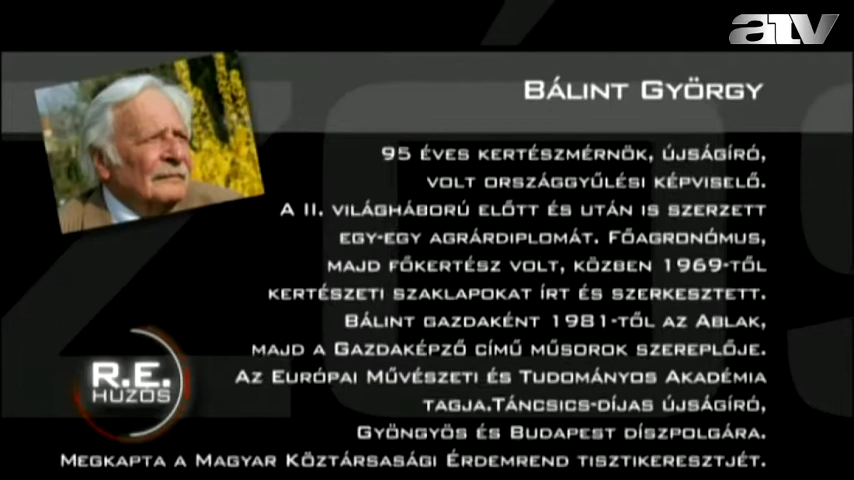 atv
BÁLINT GYÖRGY
95 ÉVES KERTÉSZMÉRNÖK, ÚJSÁGÍRÓ,
VOLT ORSZÁGGYŰLÉSI KÉPVISELŐ.
A II. VILÁGHÁBORÚ ELŐTT ÉS UTÁN IS SZERZETT
EGY-EGY AGRÁRDIPLOMÁT. FŐAGRONÓMUS,
MAJD FŐKERTÉSZ VOLT, KÖZBEN 1969-TŐL
KERTÉSZETI SZAKLAPOKAT ÍRT ÉS SZERKESZTETT.
BÁLINT GAZDAKÉNT 1981-TŐL AZ ABLAK,
MAJD A GAZDAKÉPZŐ CÍMŰ MŰSOROK SZEREPLŐJE.
AZ EURÓPAI MŰVÉSZETI ÉS TUDOMÁNYOS AKADÉMIA
TAGJA.TÁNCSICS-DÍJAS ÚJSÁGÍRÓ,
GYÖNGYÖS ÉS BUDAPEST DÍSZPOLGÁRA.
MEGKAPTA A MAGYAR KÖZTÁRSASÁGI ÉRDEMREND TISZTIKERESZTJÉT.
R.E.
HUZÓS